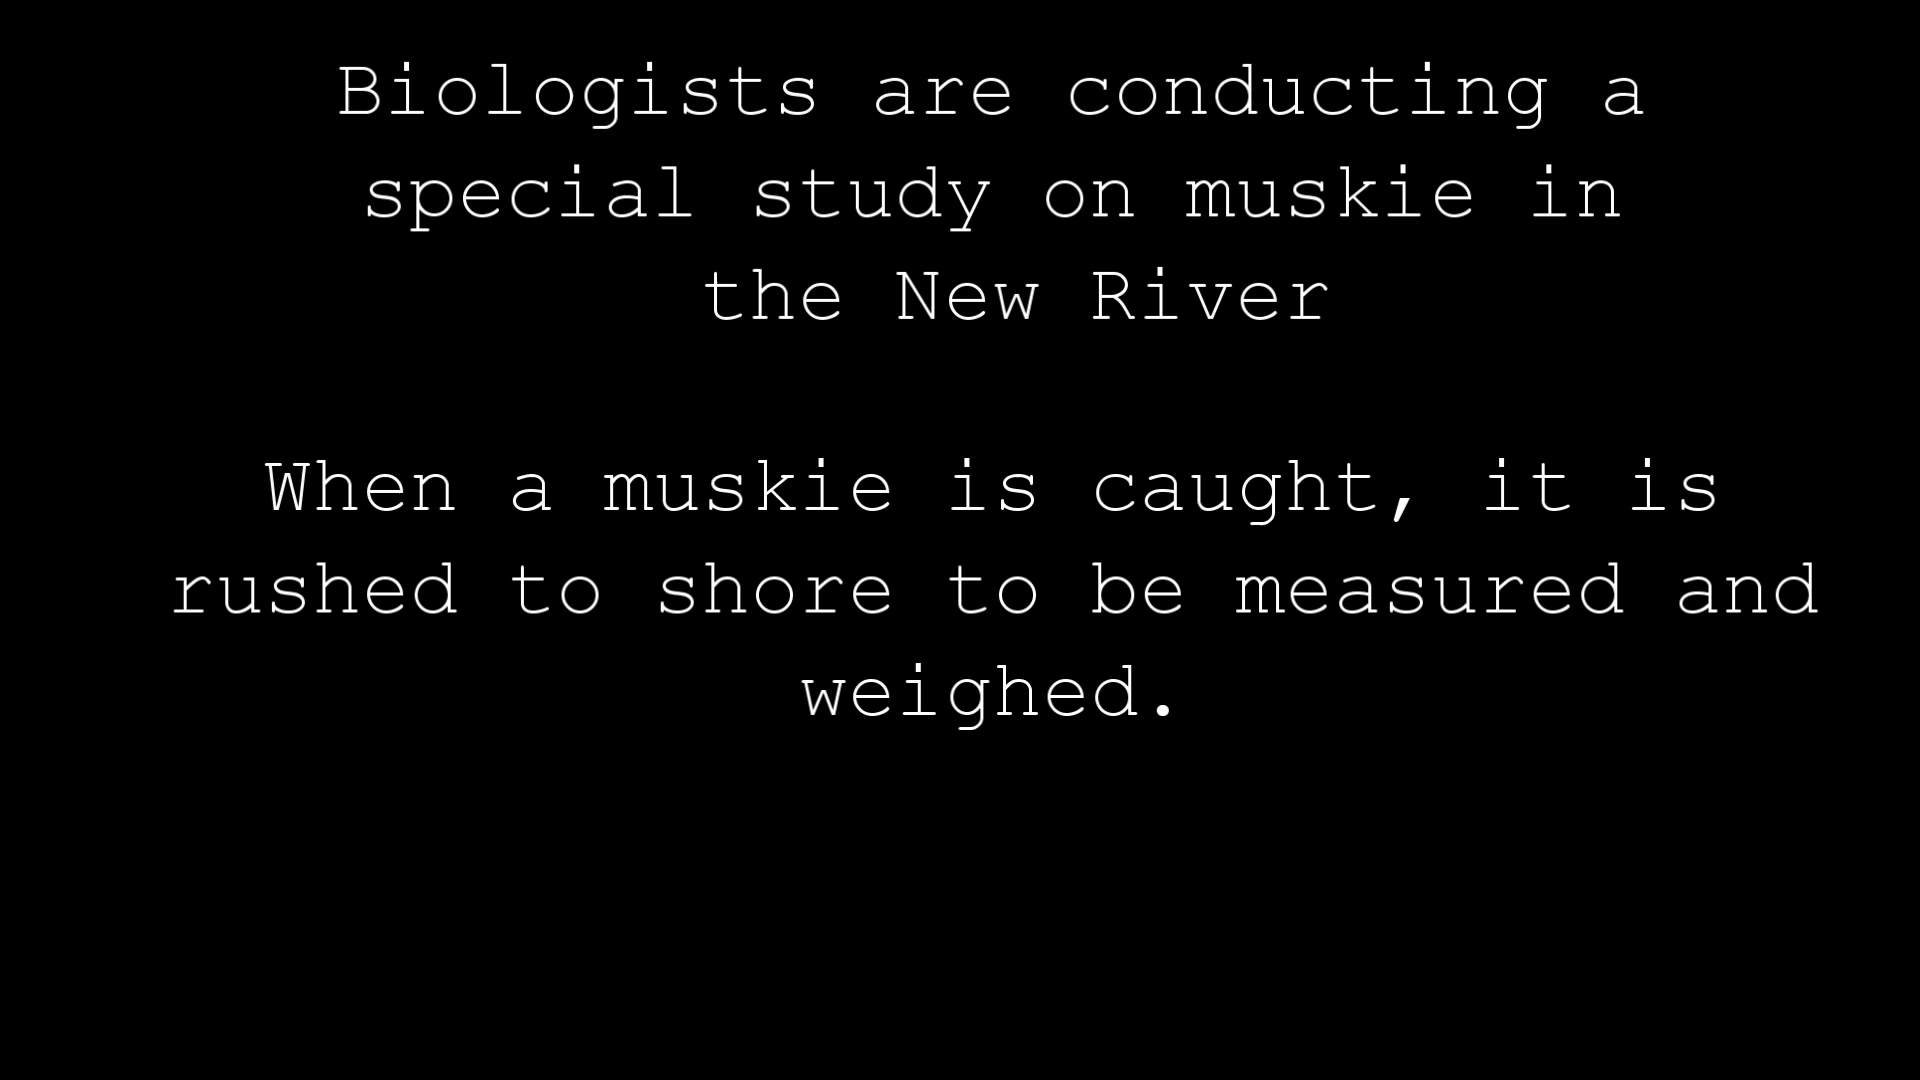 Biologists are conducting a
special study on muskie in
the New River
When a muskie is caught, it is
rushed to shore to be measured and
weighed.